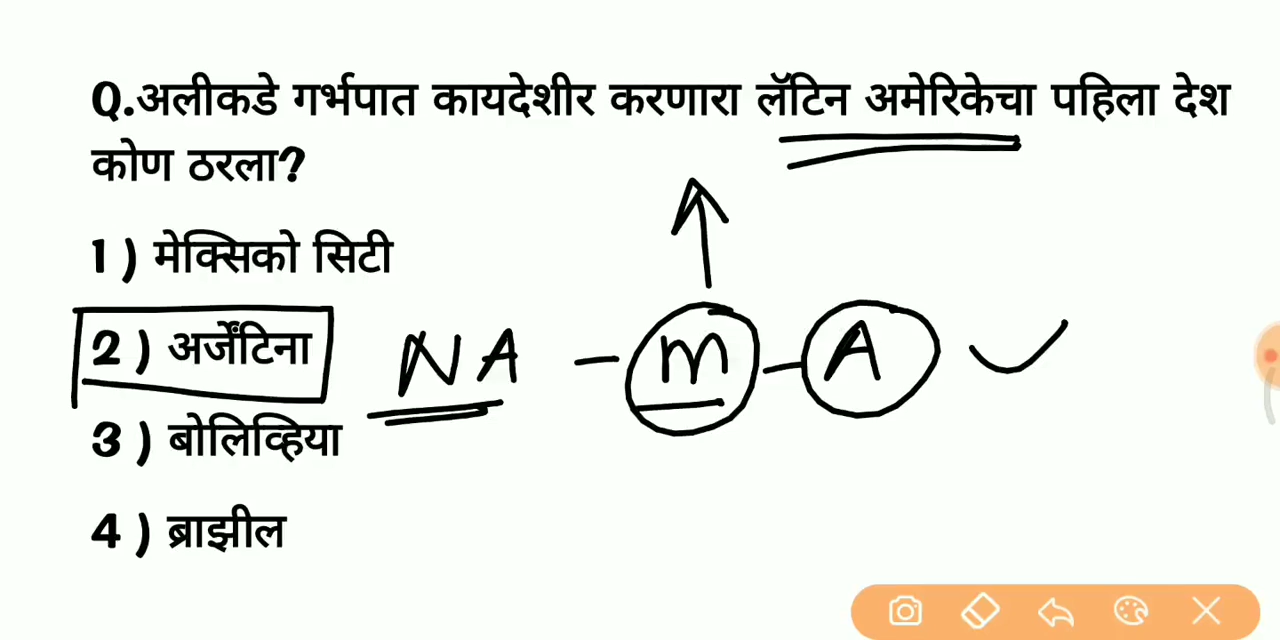 Q.अलीकडे गर्भपात कायदेशीर करणारा लॅटिन अमेरिकेचा पहिला देश
कोण ठरला?
1 ) मेक्सिको सिटी
2 ) अर्जेंटिना
NA - m - A
3 ) बोलिव्हिया
4 ) ब्राझील